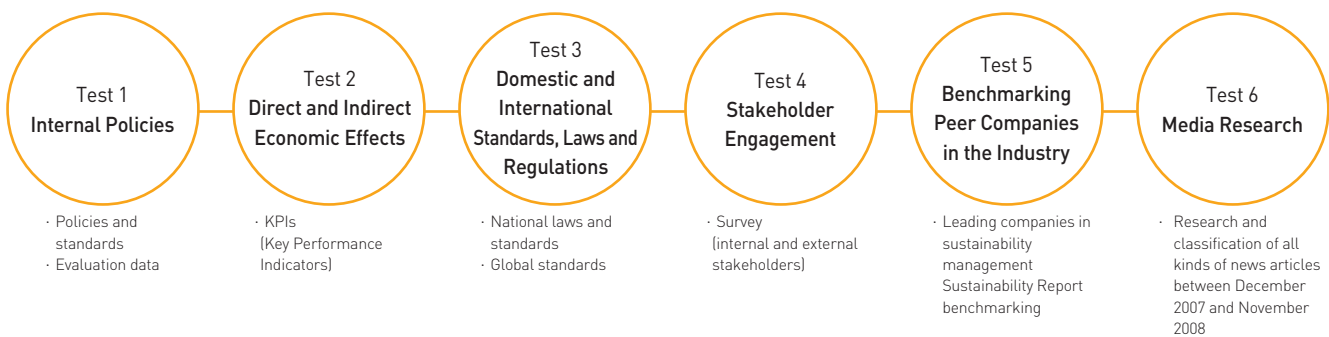 Test 1
Internal Policies
· Policies and
standards
· Evaluation data
Test 2
Direct and Indirect
Economic Effects
· KPIs
(Key Performance
Indicators)
Test 3
Domestic and
International
Standards, Laws and
Regulations
· National laws and
standards
· Global standards
Test 4
Stakeholder
Engagement
· Survey
(internal and external
stakeholders)
Test 5
Benchmarking
Peer Companies
in the Industry
· Leading companies in
sustainability
management
Sustainability Report
benchmarking
Test 6
Media Research
· Research and
classification of all
kinds of news articles
between December
2007 and November
2008